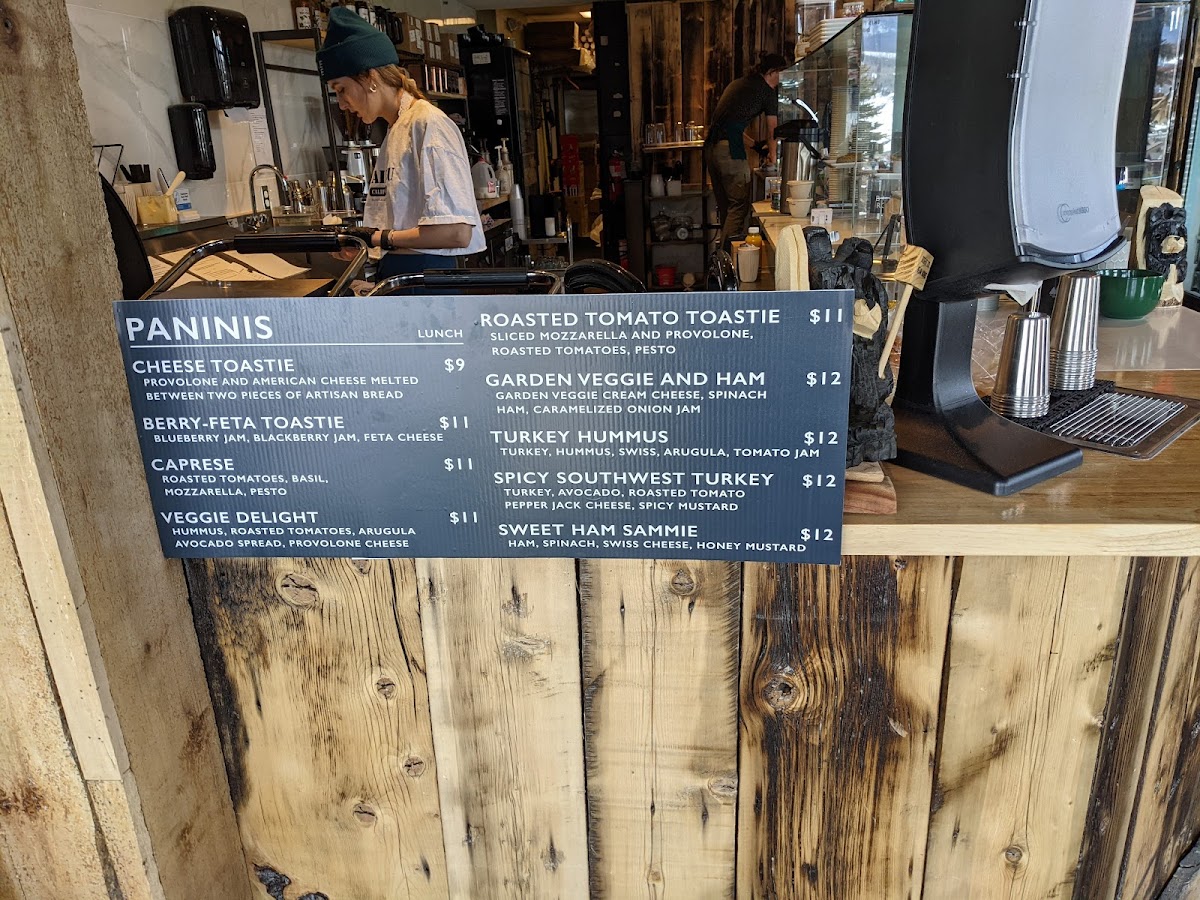 PANINIS LUNCH
CHEESE TOASTIE $9
PROVOLONE AND AMERICAN CHEESE MELTED
BETWEEN TWO PIECES OF ARTISAN BREAD
BERRY-FETA TOASTIE $11
BLUEBERRY JAM, BLACKBERRY JAM, FETA CHEESE
CAPRESE $11
ROASTED TOMATOES, BASIL,
MOZZARELLA, PESTO
VEGGIE DELIGHT $11
HUMMUS, ROASTED TOMATOES, ARUGULA
AVOCADO SPREAD, PROVOLONE CHEESE
ROASTED TOMATO TOASTIE $11
SLICED MOZZARELLA AND PROVOLONE,
ROASTED TOMATOES, PESTO
GARDEN VEGGIE AND HAM $12
GARDEN VEGGIE CREAM CHEESE, SPINACH
HAM, CARAMELIZED ONION JAM
TURKEY HUMMUS $12
TURKEY, HUMMUS, SWISS, ARUGULA, TOMATO JAM
SPICY SOUTHWEST TURKEY $12
TURKEY, AVOCADO, ROASTED TOMATO
PEPPER JACK CHEESE, SPICY MUSTARD
SWEET HAM SAMMIE $12
HAM, SPINACH, SWISS CHEESE, HONEY MUSTARD